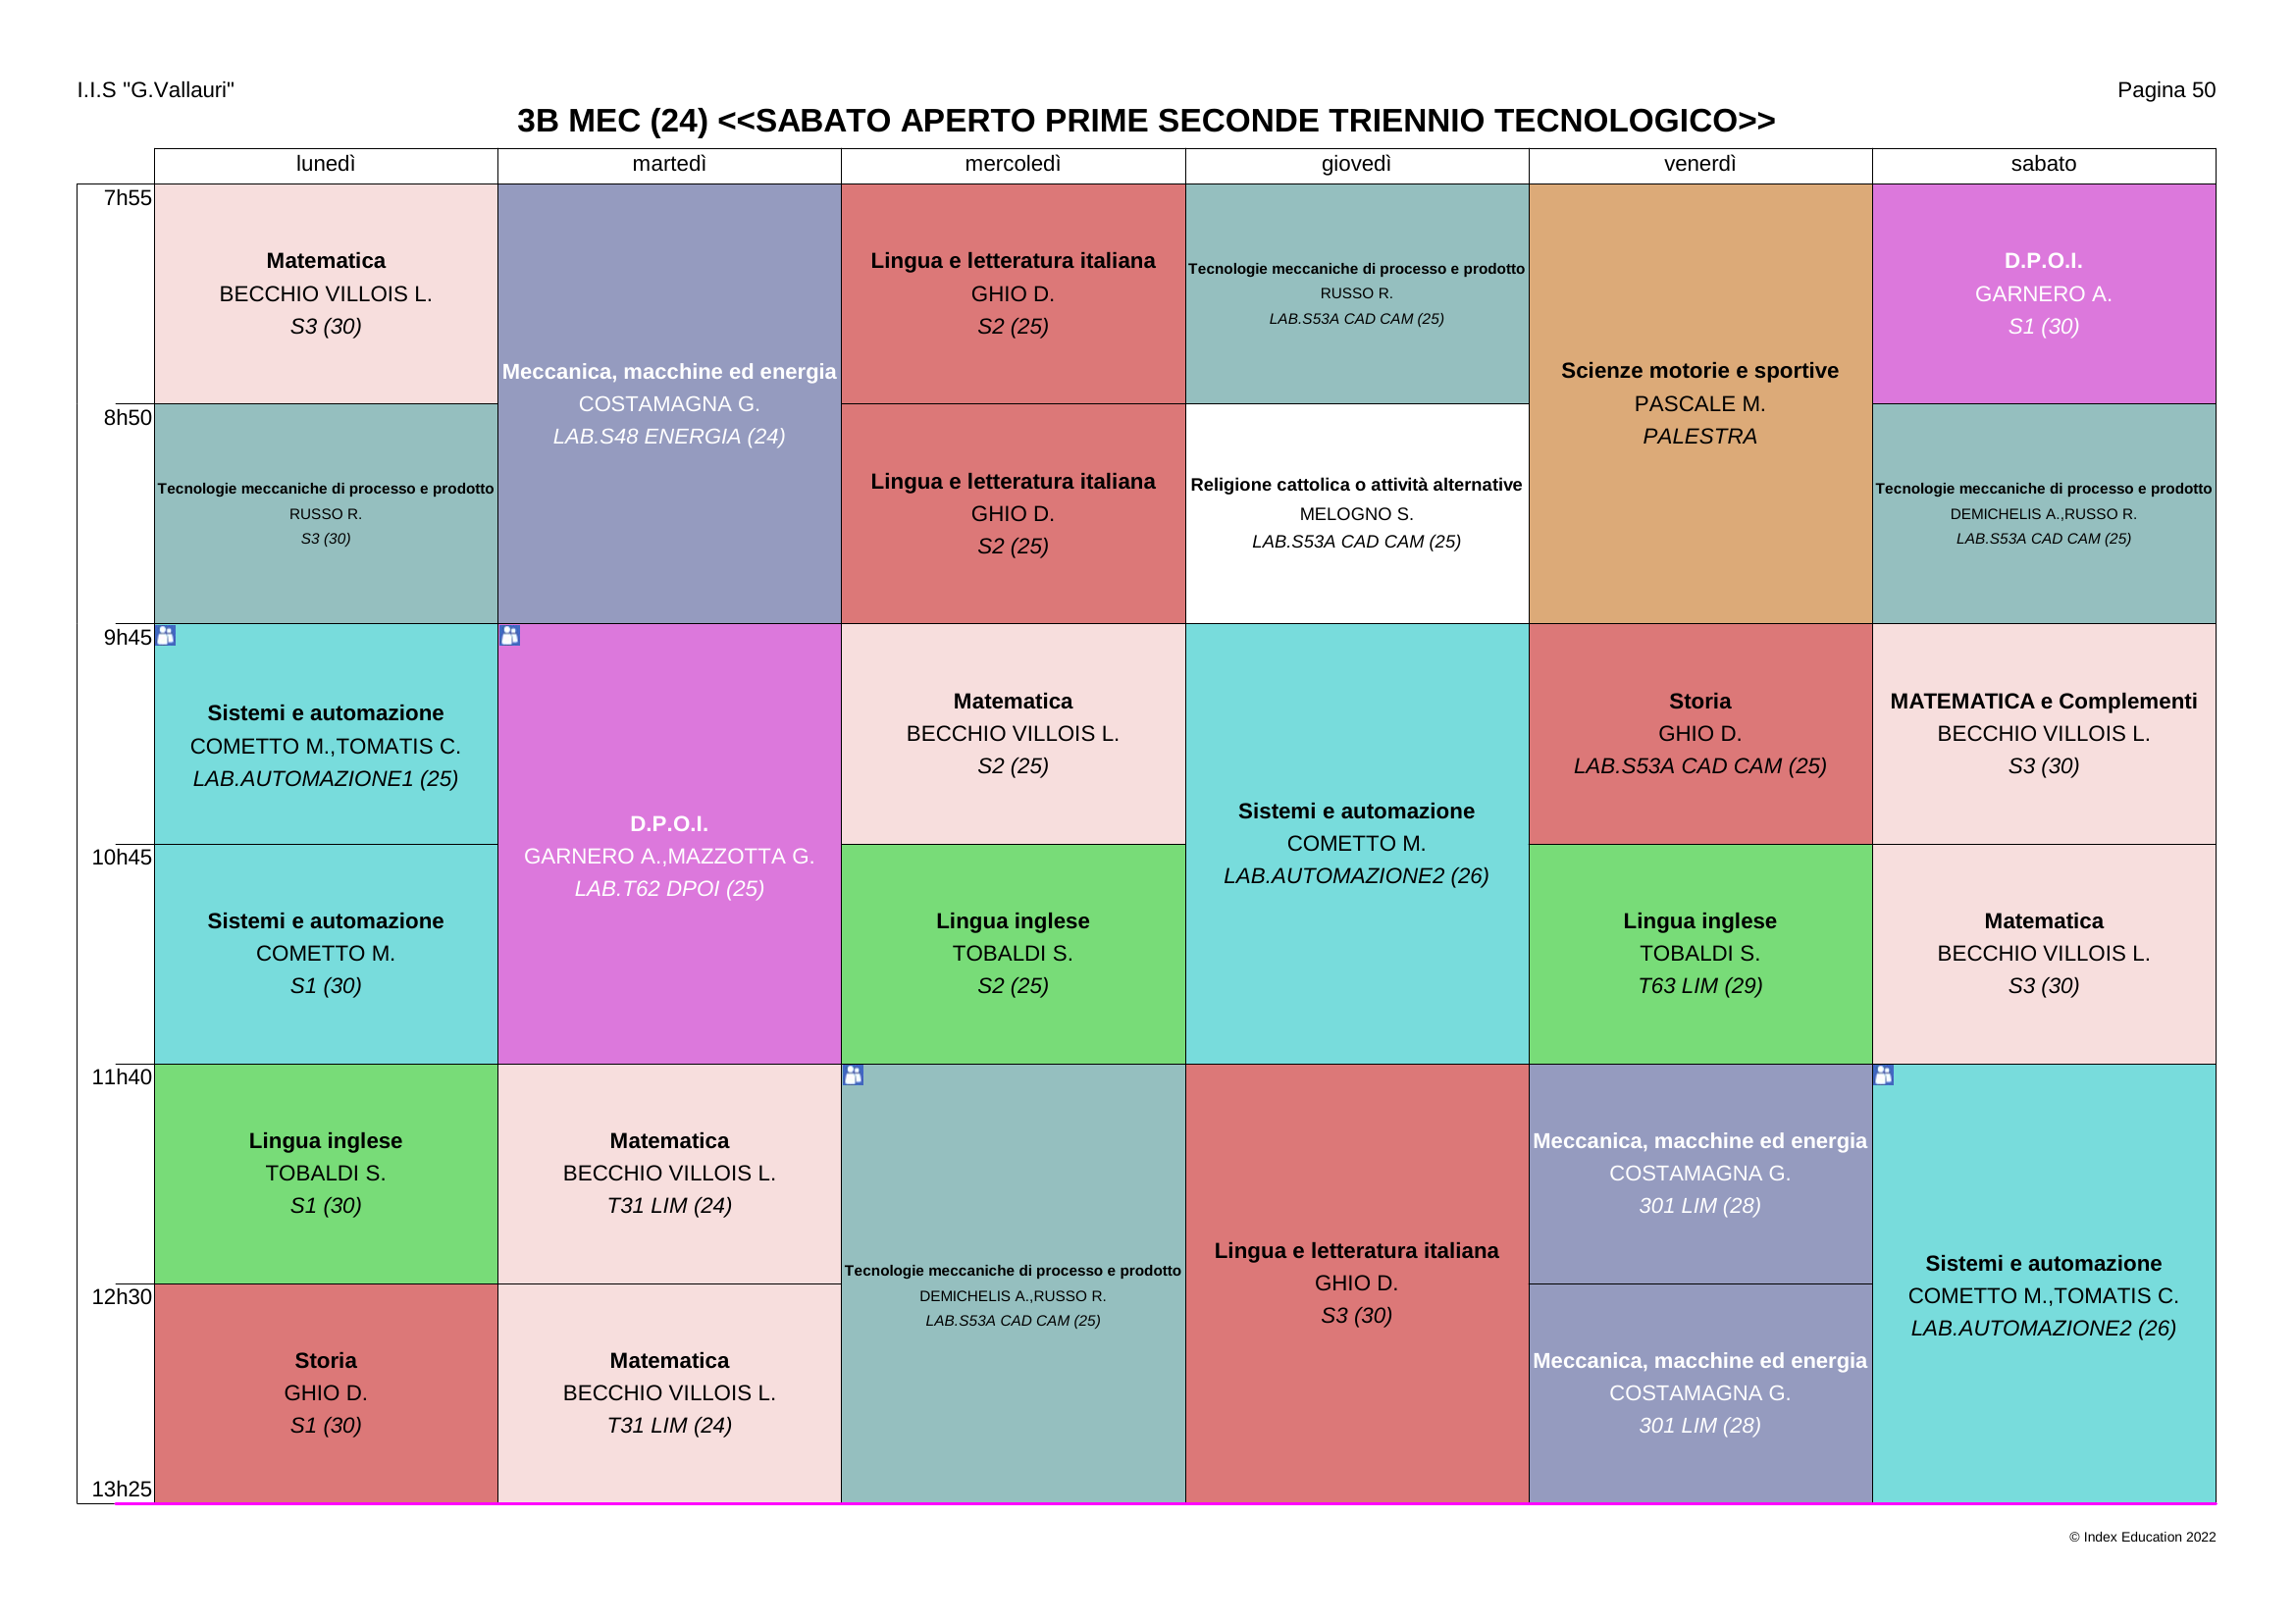 I.I.S "G.Vallauri"
Pagina 50
3B MEC (24) <<SABATO APERTO PRIME SECONDE TRIENNIO TECNOLOGICO>>
lunedì
martedì
mercoledì
giovedì
venerdì
sabato
7h55
Matematica
BECCHIO VILLOIS L.
S3 (30)
Meccanica, macchine ed energia
COSTAMAGNA G.
LAB.S48 ENERGIA (24)
Lingua e letteratura italiana
GHIO D.
S2 (25)
Tecnologie meccaniche di processo e prodotto
RUSSO R.
LAB.S53A CAD CAM (25)
Scienze motorie e sportive
PASCALE M.
PALESTRA
D.P.O.I.
GARNERO A.
S1 (30)
8h50
Tecnologie meccaniche di processo e prodotto
RUSSO R.
S3 (30)
Lingua e letteratura italiana
GHIO D.
S2 (25)
Religione cattolica o attività alternative
MELOGNO S.
LAB.S53A CAD CAM (25)
Tecnologie meccaniche di processo e prodotto
DEMICHELIS A.,RUSSO R.
LAB.S53A CAD CAM (25)
9h45
Sistemi e automazione
COMETTO M.,TOMATIS C.
LAB.AUTOMAZIONE1 (25)
D.P.O.I.
GARNERO A.,MAZZOTTA G.
LAB.T62 DPOI (25)
Matematica
BECCHIO VILLOIS L.
S2 (25)
Sistemi e automazione
COMETTO M.
LAB.AUTOMAZIONE2 (26)
Storia
GHIO D.
LAB.S53A CAD CAM (25)
MATEMATICA e Complementi
BECCHIO VILLOIS L.
S3 (30)
10h45
Sistemi e automazione
COMETTO M.
S1 (30)
Lingua inglese
TOBALDI S.
S2 (25)
Lingua inglese
TOBALDI S.
T63 LIM (29)
Matematica
BECCHIO VILLOIS L.
S3 (30)
11h40
Lingua inglese
TOBALDI S.
S1 (30)
Matematica
BECCHIO VILLOIS L.
T31 LIM (24)
Tecnologie meccaniche di processo e prodotto
DEMICHELIS A.,RUSSO R.
LAB.S53A CAD CAM (25)
Lingua e letteratura italiana
GHIO D.
S3 (30)
Meccanica, macchine ed energia
COSTAMAGNA G.
301 LIM (28)
Sistemi e automazione
COMETTO M.,TOMATIS C.
LAB.AUTOMAZIONE2 (26)
12h30
Storia
GHIO D.
S1 (30)
Matematica
BECCHIO VILLOIS L.
T31 LIM (24)
Meccanica, macchine ed energia
COSTAMAGNA G.
301 LIM (28)
13h25
© Index Education 2022